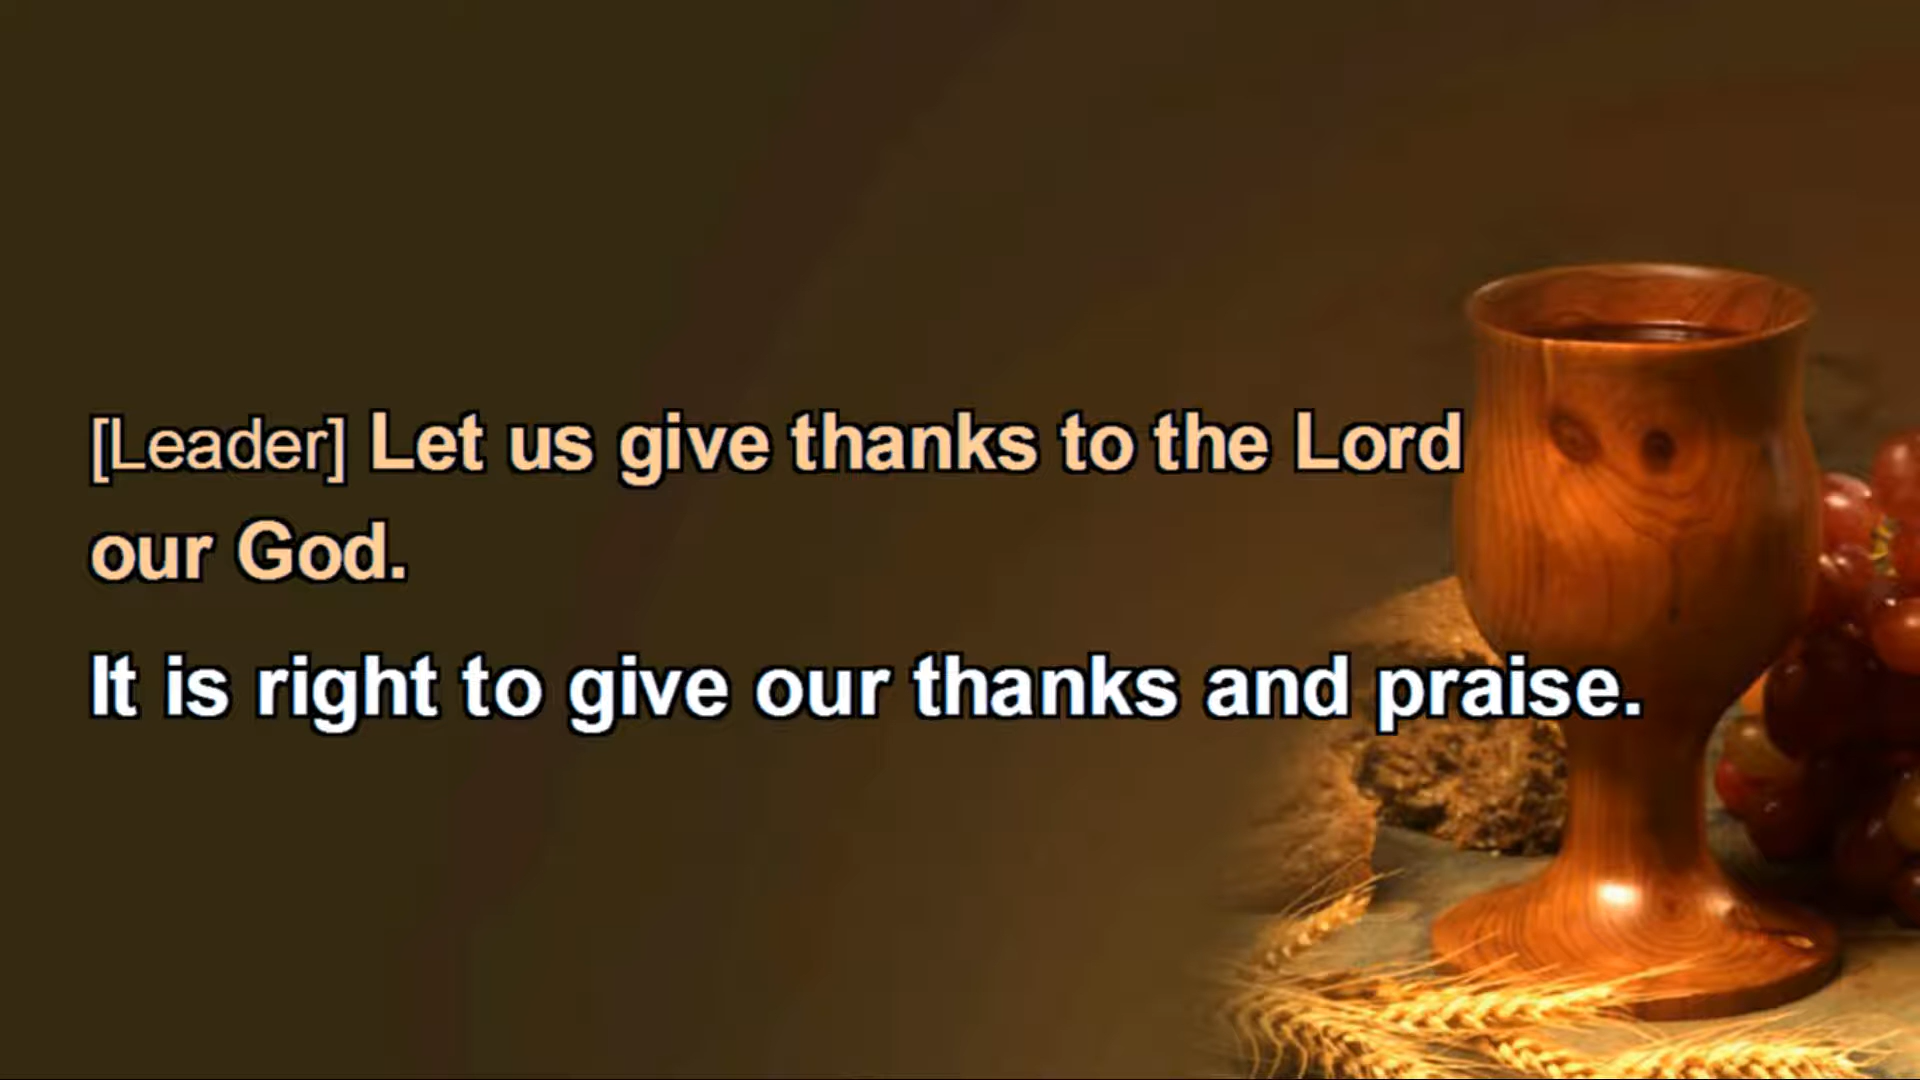 [Leader] Let us give thanks to the Lord
our God.
It is right to give our thanks and praise.